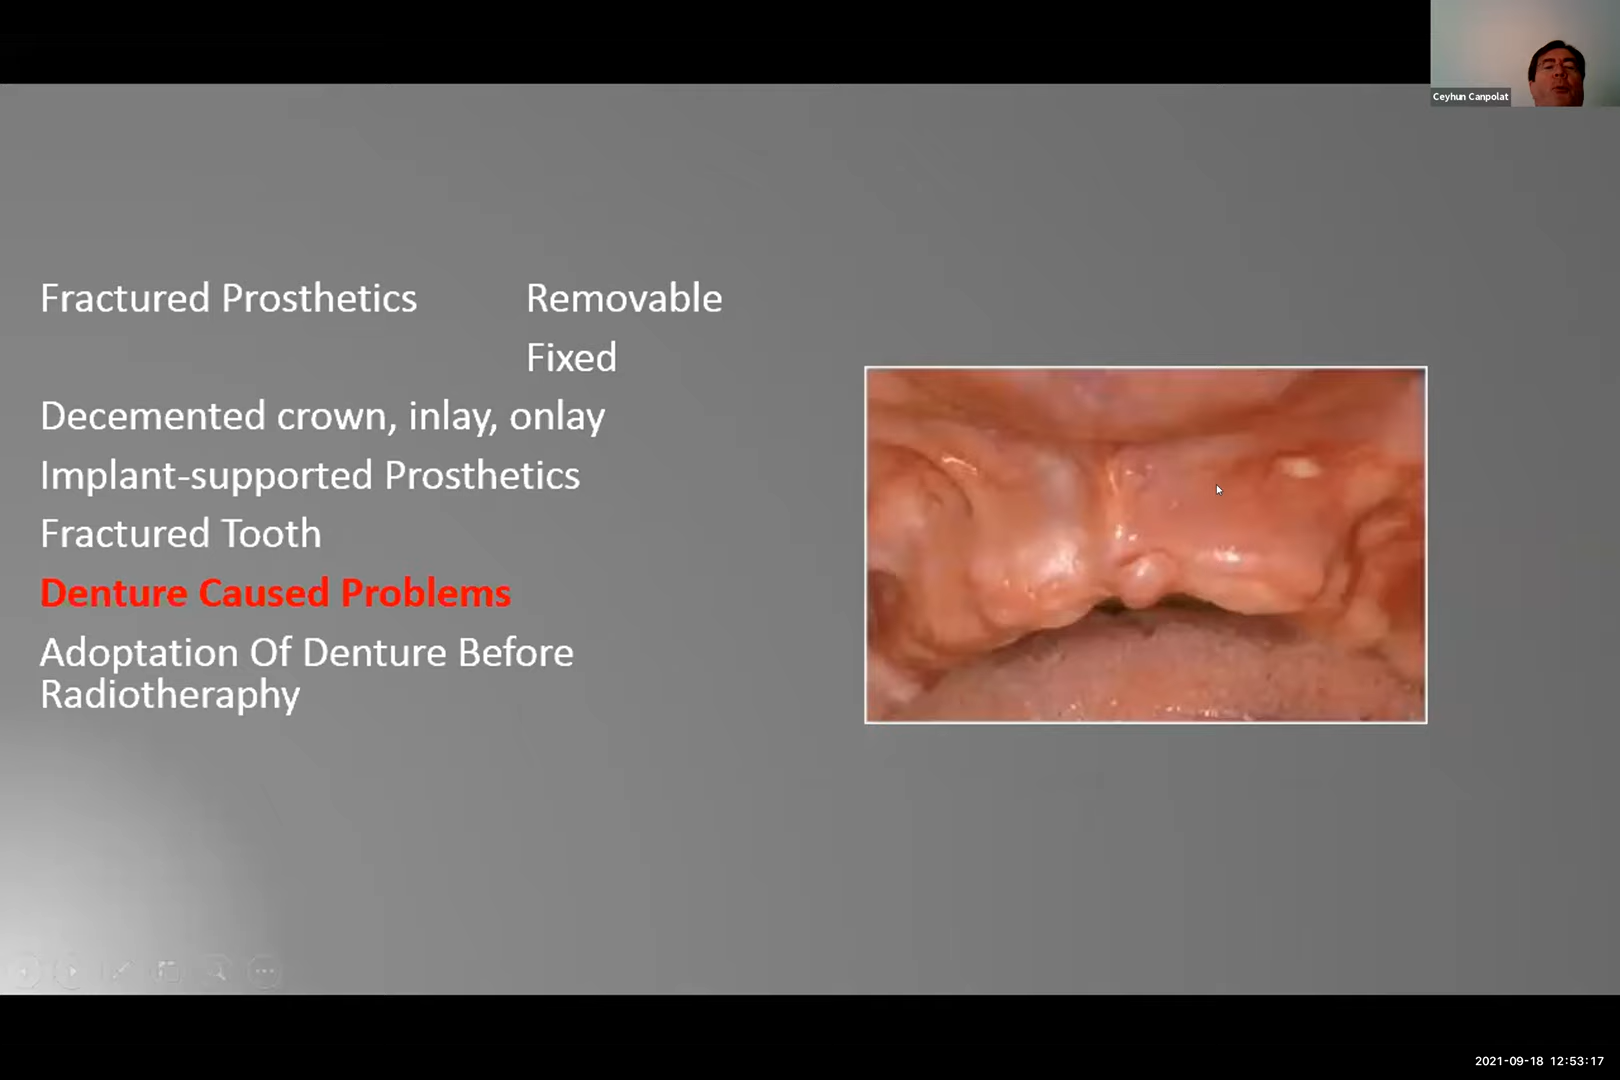 Ceyhun Canpolat
Fractured Prosthetics Removable
Fixed
Decemented crown, inlay, onlay
Implant-supported Prosthetics
Fractured Tooth
Denture Caused Problems
Adoptation Of Denture Before
Radiotheraphy
2021-09-18 12:53:17